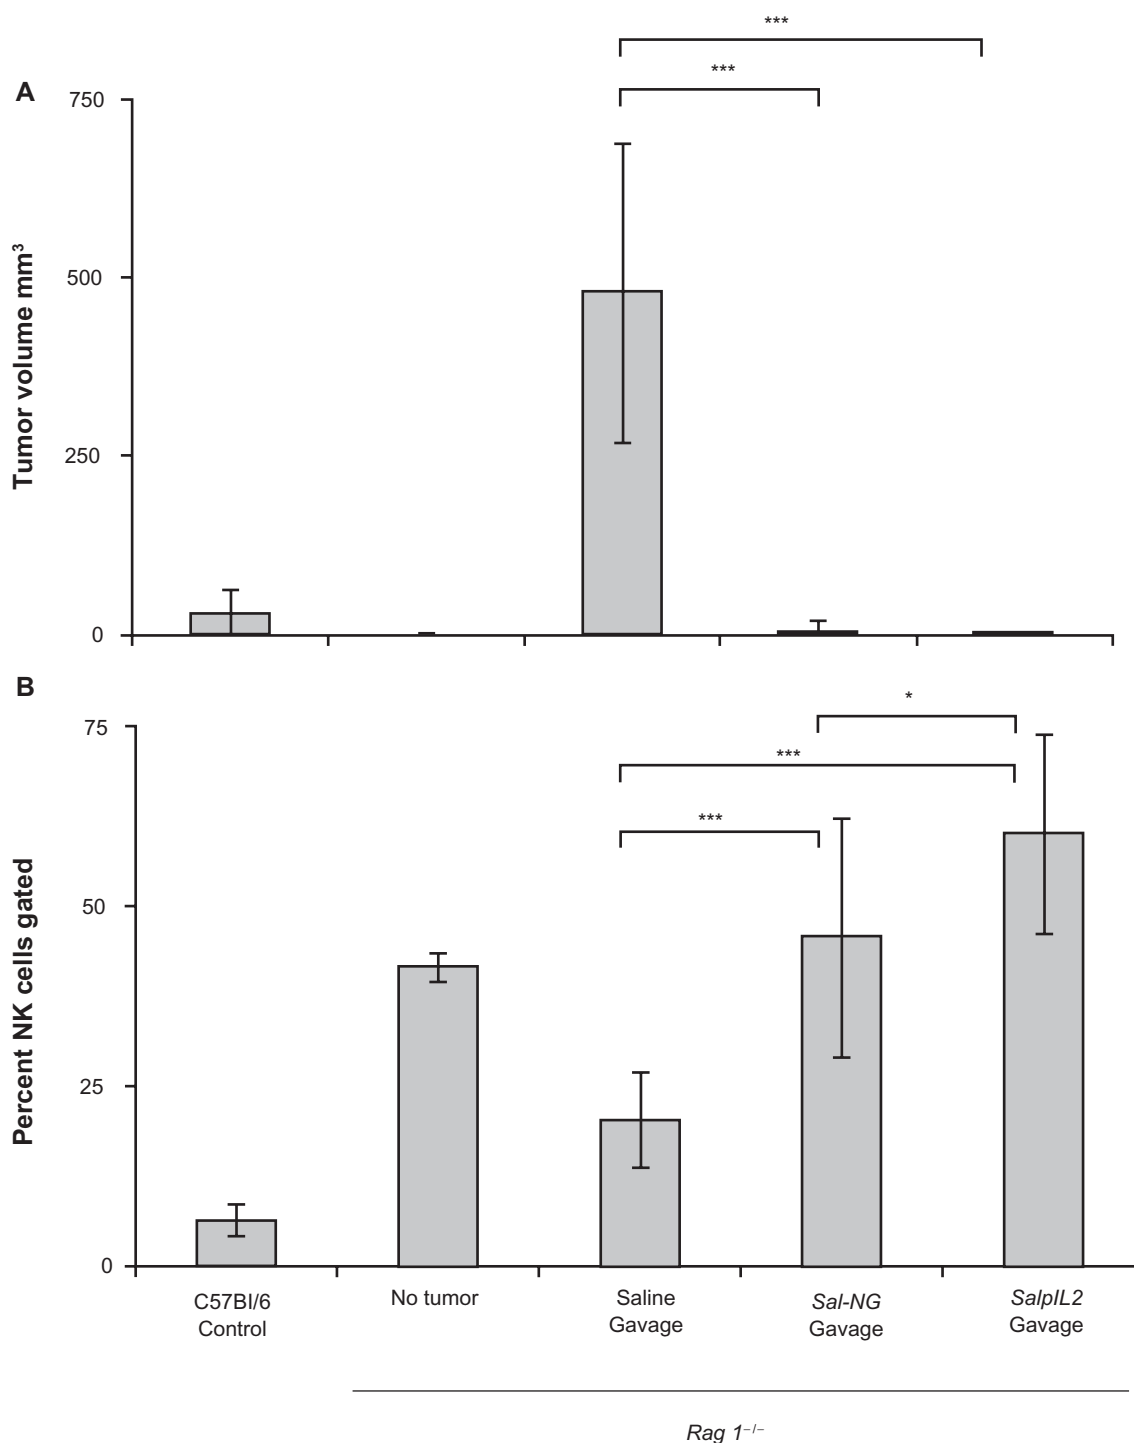 ***
***
A
750
500
250
0
Tumor volume mm³
B
*
***
***
75
50
25
0
Percent NK cells gated
C57Bl/6
Control
No tumor
Saline
Gavage
Sal-NG
Gavage
SalpIL2
Gavage
Rag 1⁻/⁻